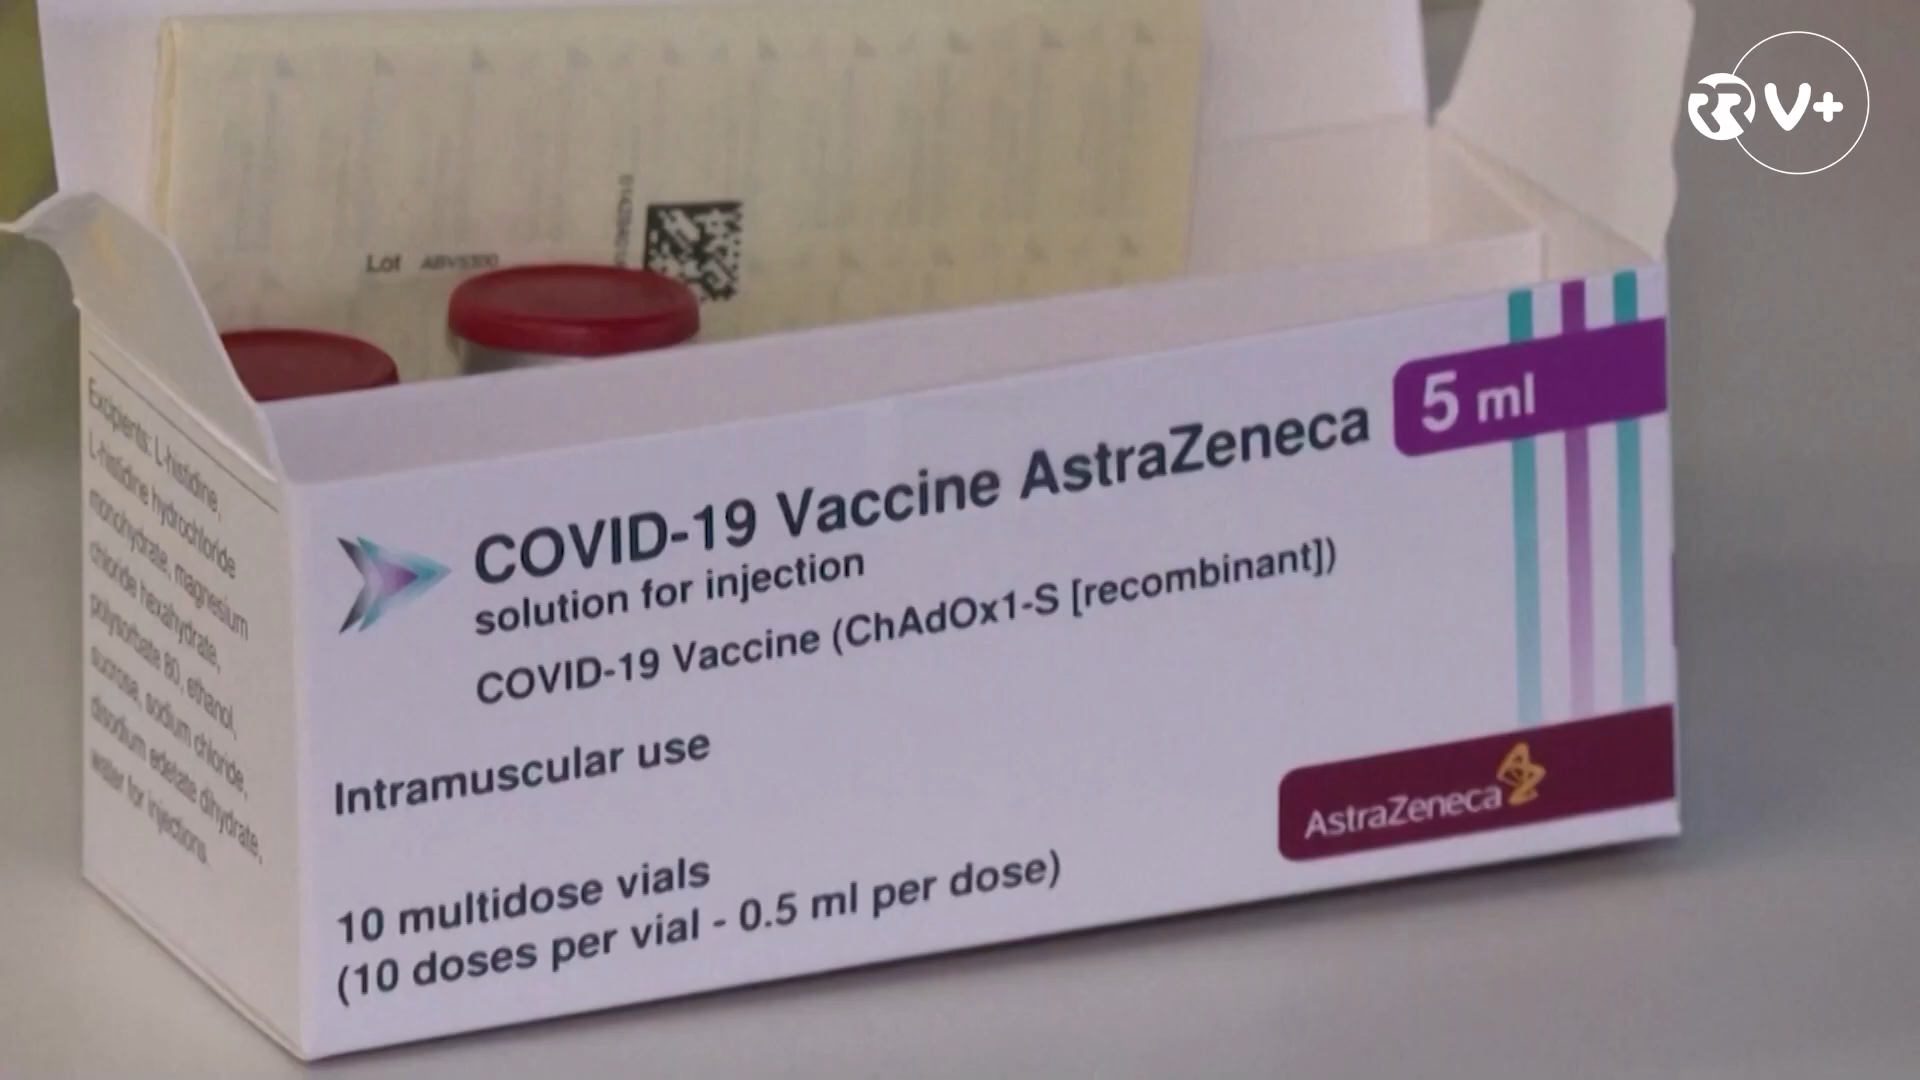 V+
Lot ABV5300
5 ml
COVID-19 Vaccine AstraZeneca
solution for injection
COVID-19 Vaccine (ChAdOx1-S [recombinant])
Intramuscular use
10 multidose vials
(10 doses per vial - 0.5 ml per dose)
AstraZeneca
Excipients: L-histidine,
L-histidine hydrochloride
monohydrate, magnesium
chloride hexahydrate,
polysorbate 80, ethanol,
sucrose, sodium chloride,
disodium edetate dihydrate,
water for injections.